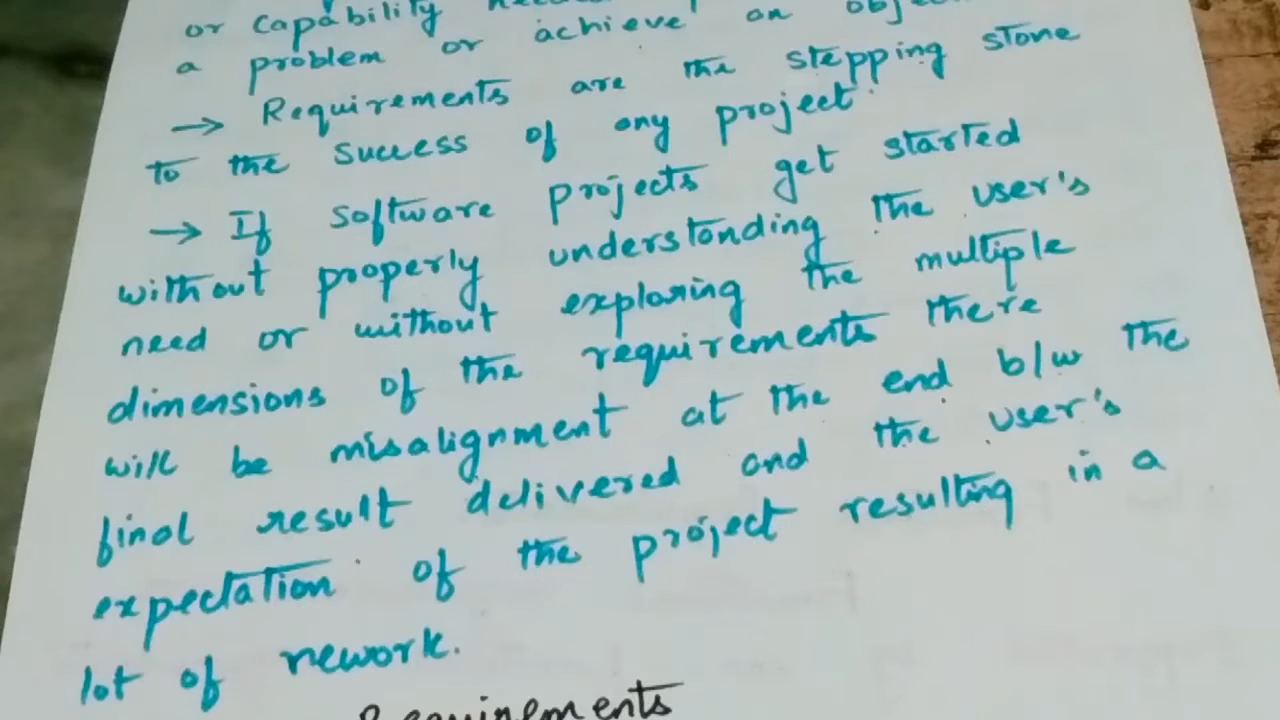 or capability
a problem or achieve an
→ Requirements are the stepping stone
to the success of any project.
→ If software projects get started
without properly understanding the user's
need or without exploring the multiple
dimensions of the requirements there
will be misalignment at the end b/w the
final result delivered and the user's
expectation of the project resulting in a
lot of rework.
Requirements